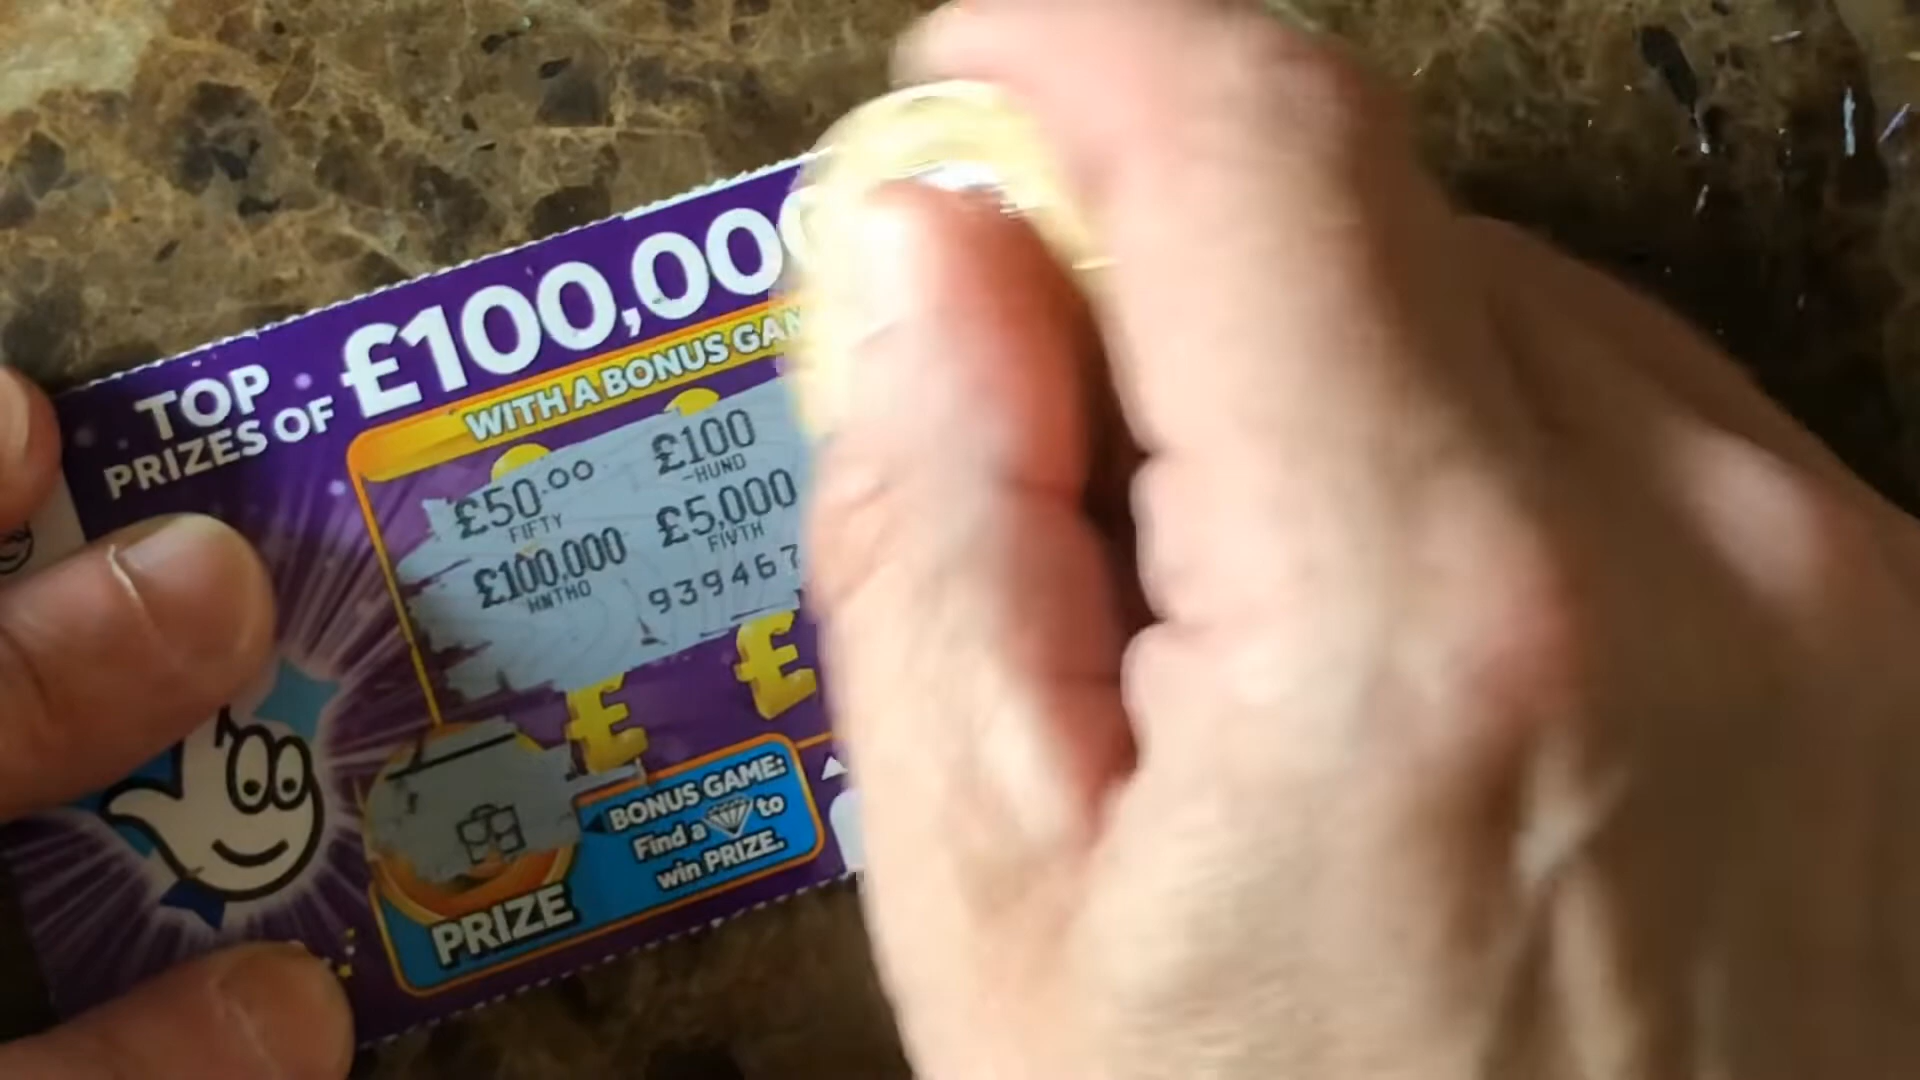 TOP
PRIZES OF £100,00
WITH A BONUS GAM
£50.00 £100
FIFTY -HUND
£100,000 £5,000
HNTHO FIVTH
939467
£ £
BONUS GAME:
Find a to
win PRIZE.
PRIZE